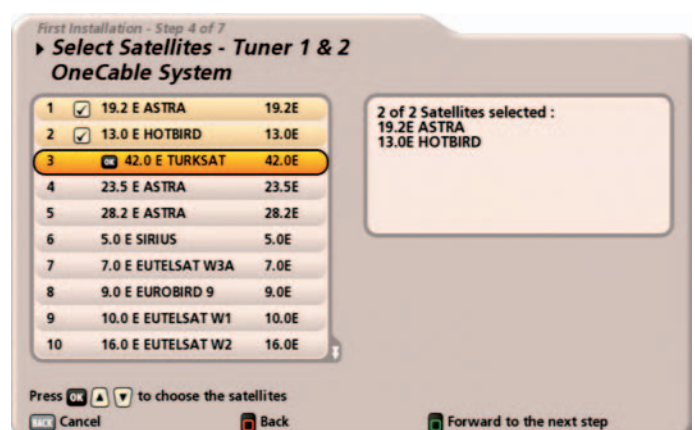 First Installation - Step 4 of 7
Select Satellites - Tuner 1 & 2
OneCable System
1 19.2 E ASTRA 19.2E
2 13.0 E HOTBIRD 13.0E
3 OK 42.0 E TURKSAT 42.0E
4 23.5 E ASTRA 23.5E
5 28.2 E ASTRA 28.2E
6 5.0 E SIRIUS 5.0E
7 7.0 E EUTELSAT W3A 7.0E
8 9.0 E EUROBIRD 9 9.0E
9 10.0 E EUTELSAT W1 10.0E
10 16.0 E EUTELSAT W2 16.0E
2 of 2 Satellites selected :
19.2E ASTRA
13.0E HOTBIRD
Press OK to choose the satellites
BACK Cancel Back Forward to the next step